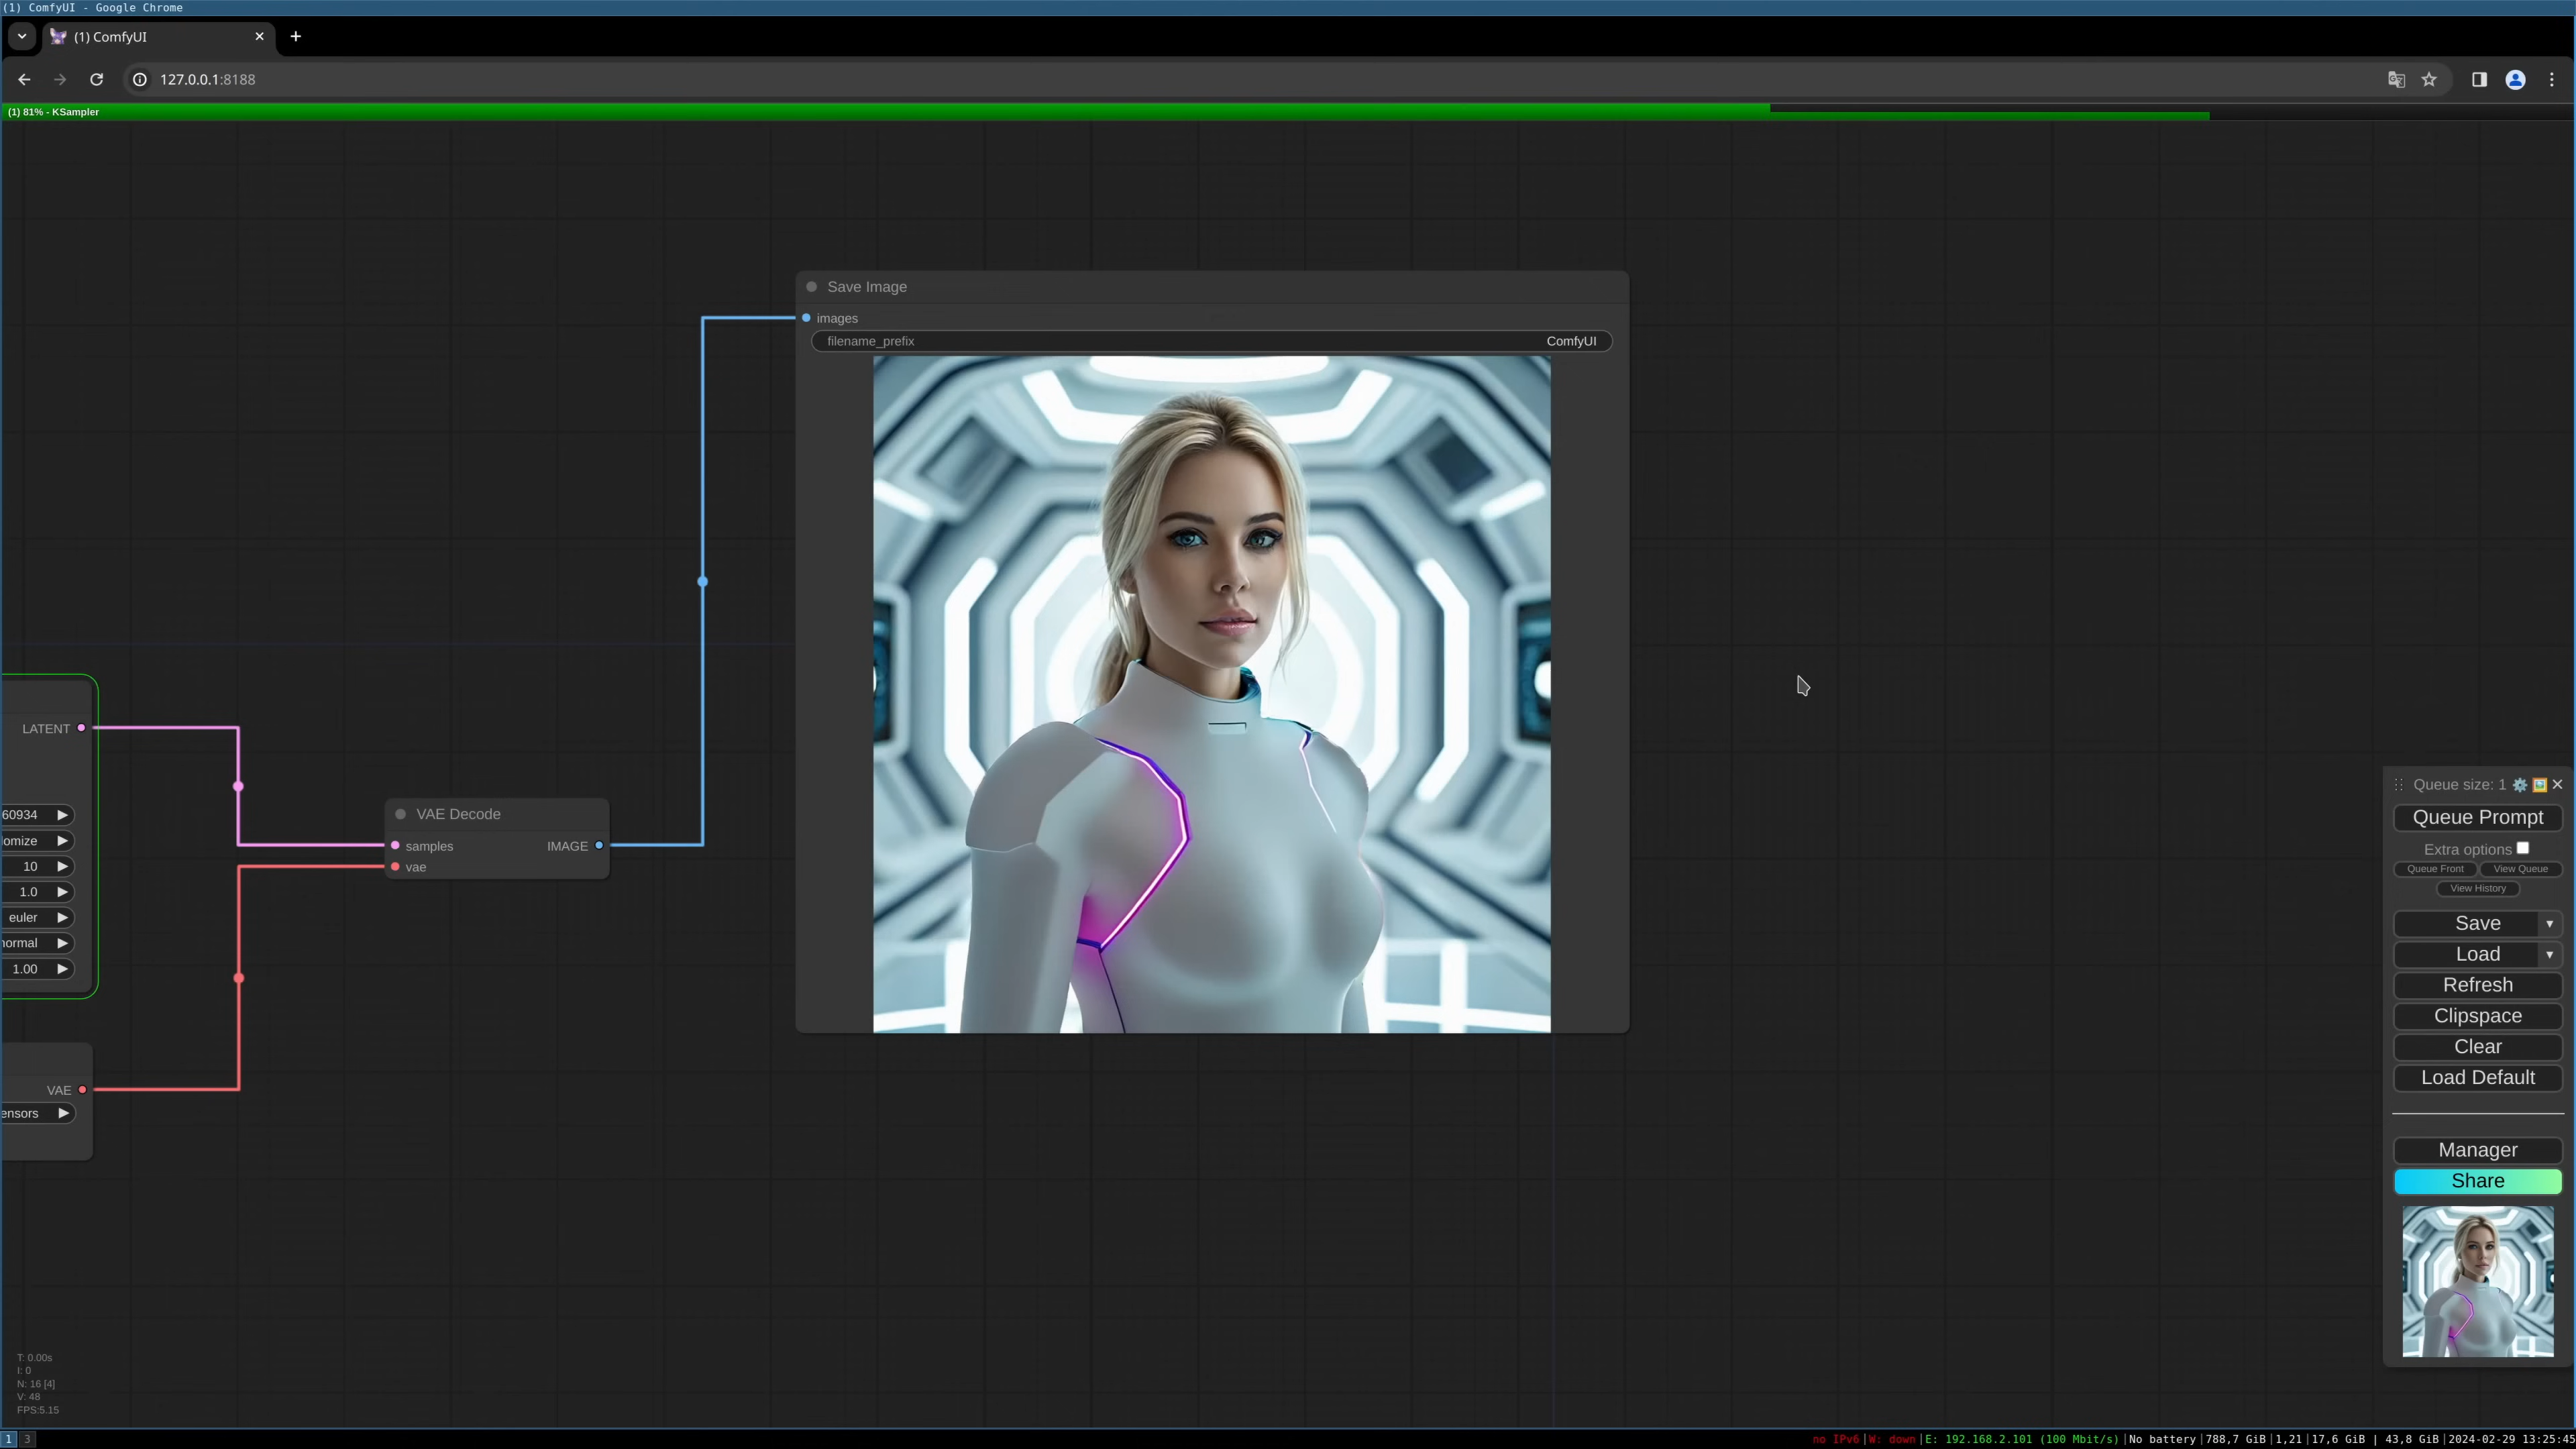 (1) ComfyUI - Google Chrome
(1) ComfyUI
127.0.0.1:8188
(1) 81% - KSampler
Save Image
images
filename_prefix ComfyUI
LATENT
60934
omize
10
1.0
euler
normal
1.00
VAE Decode
samples IMAGE
vae
VAE
ensors
Queue size: 1
Queue Prompt
Extra options
Queue Front View Queue
View History
Save
Load
Refresh
Clipspace
Clear
Load Default
Manager
Share
T: 0.00s
I: 0
N: 16 [4]
V: 48
FPS:5.15
1 3 no IPv6|W: down|E: 192.168.2.101 (100 Mbit/s)|No battery|788,7 GiB|1,21|17,6 GiB | 43,8 GiB|2024-02-29 13:25:45